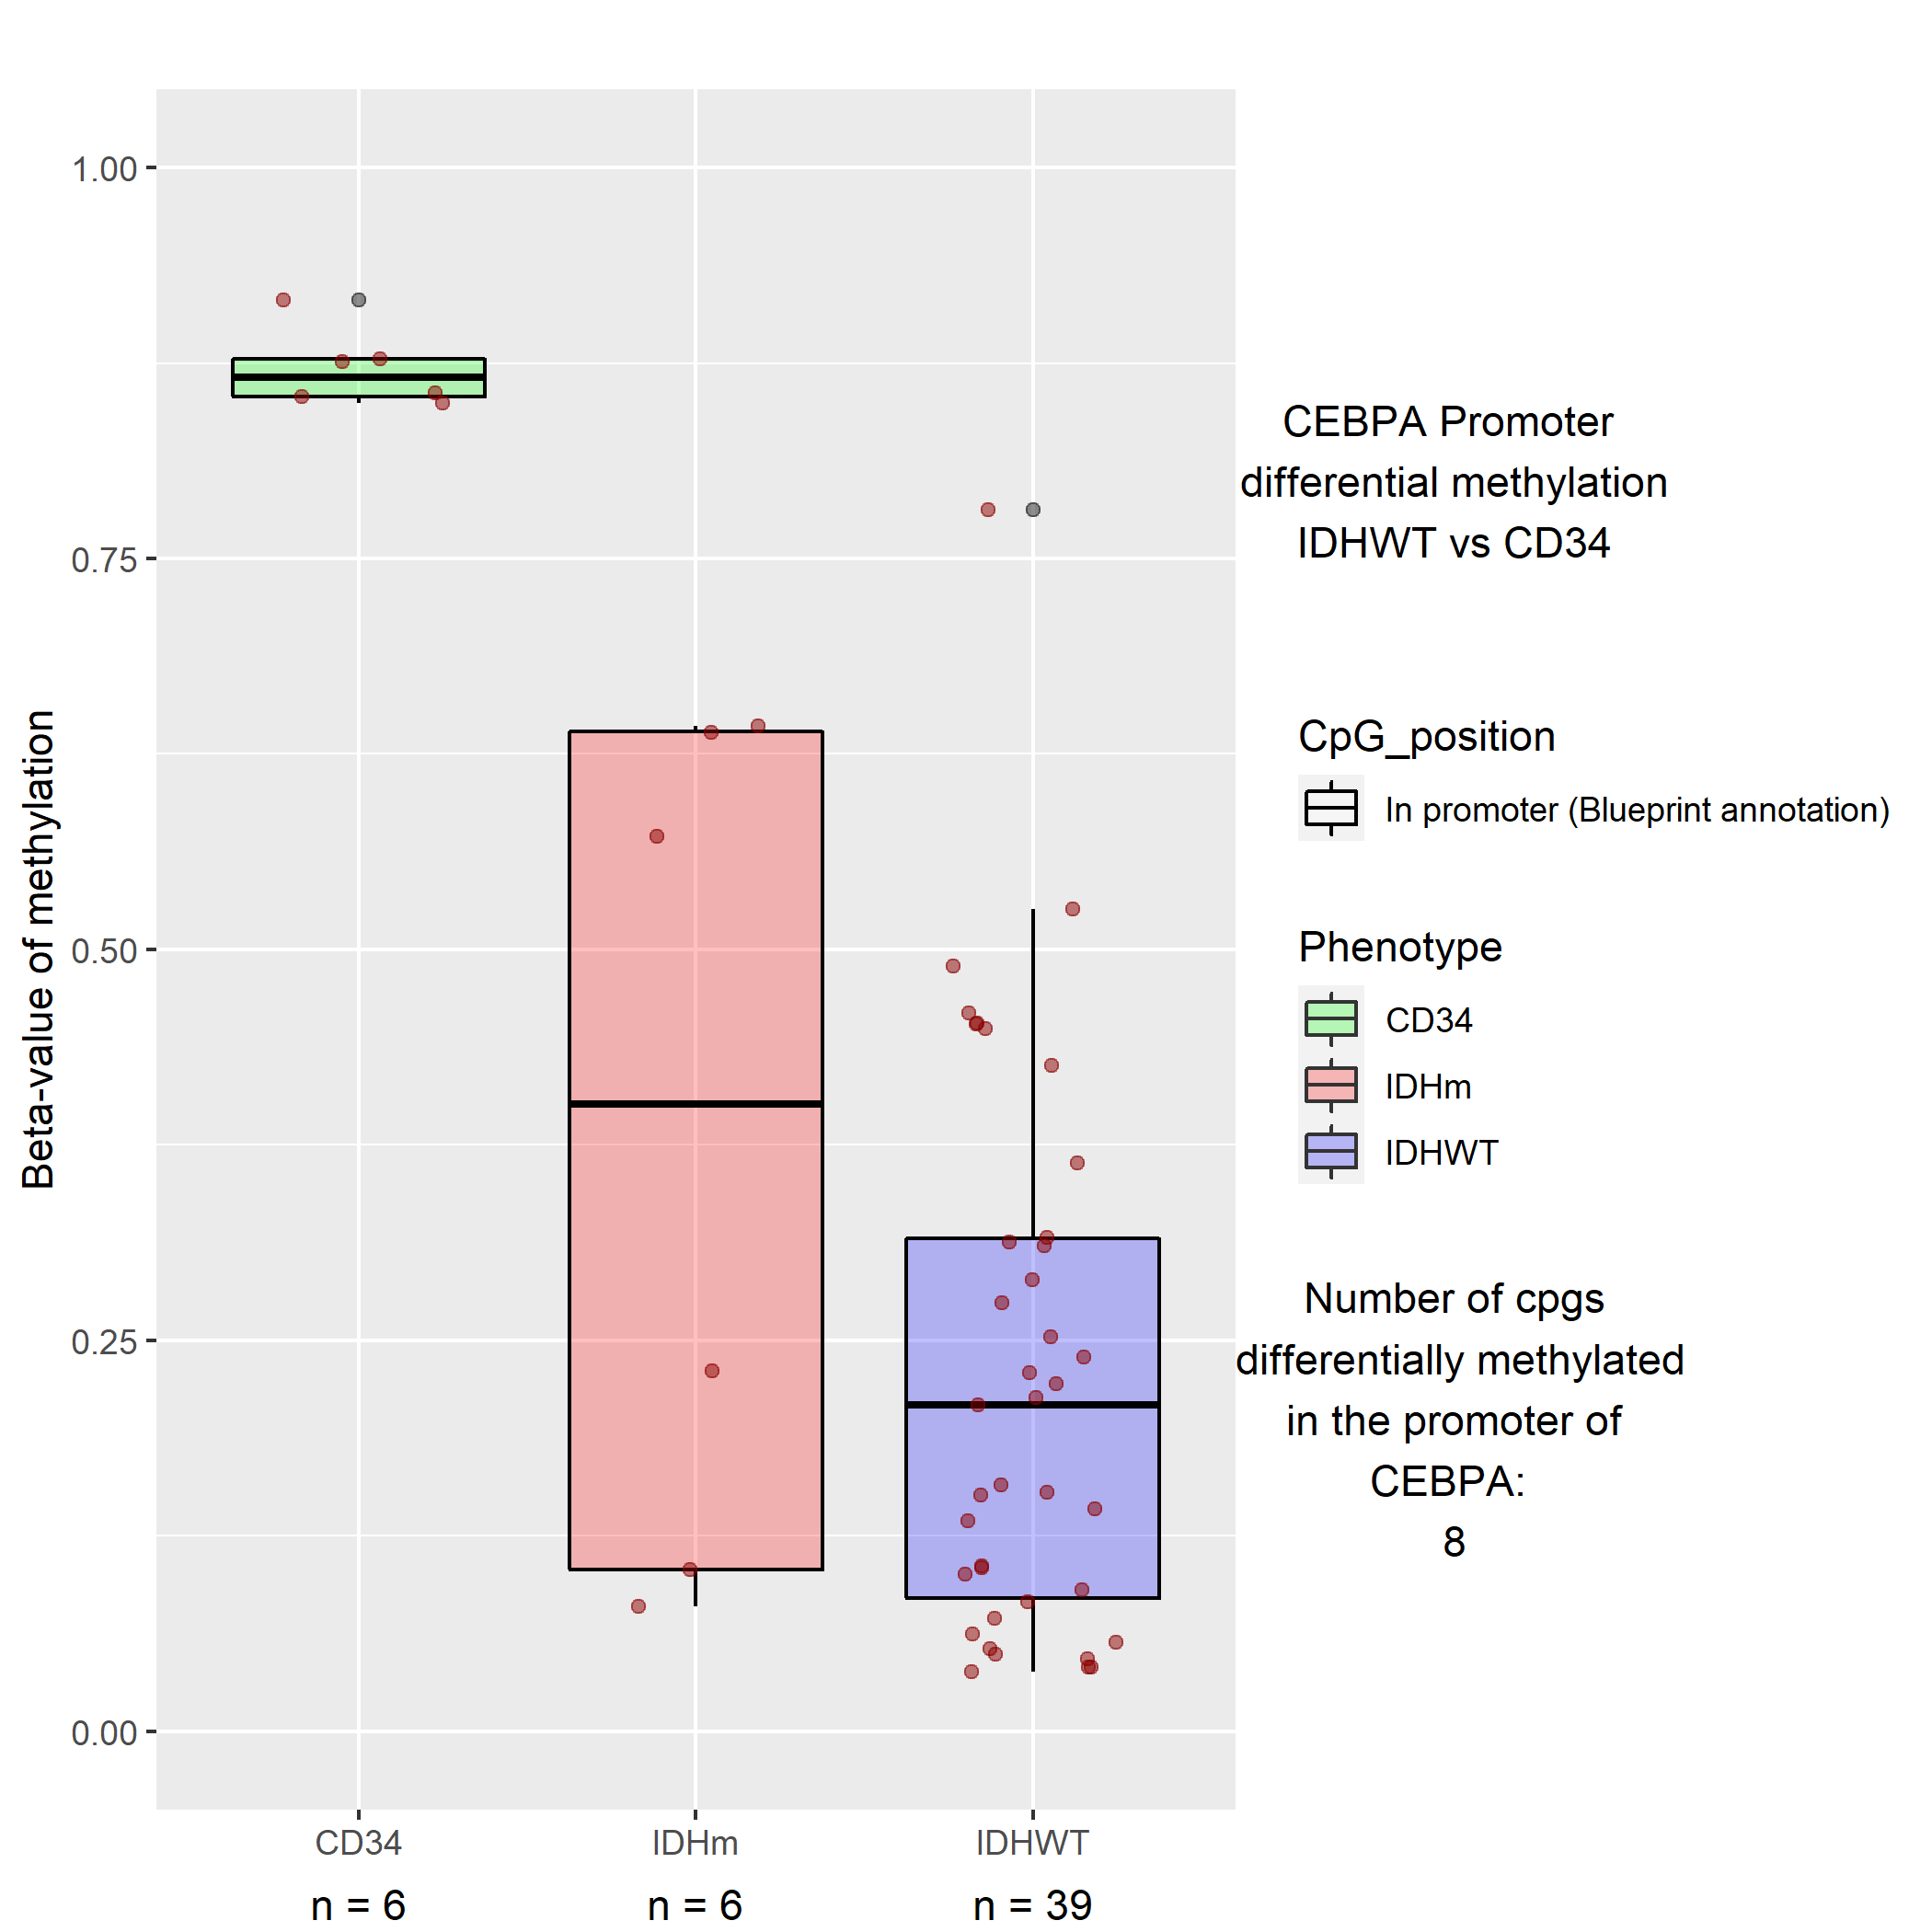 1.00
0.75
0.50
0.25
0.00
Beta-value of methylation
CD34
IDHm
IDHWT
n = 6
n = 6
n = 39
CEBPA Promoter
differential methylation
IDHWT vs CD34
CpG_position
In promoter (Blueprint annotation)
Phenotype
CD34
IDHm
IDHWT
Number of cpgs
differentially methylated
in the promoter of
CEBPA:
8